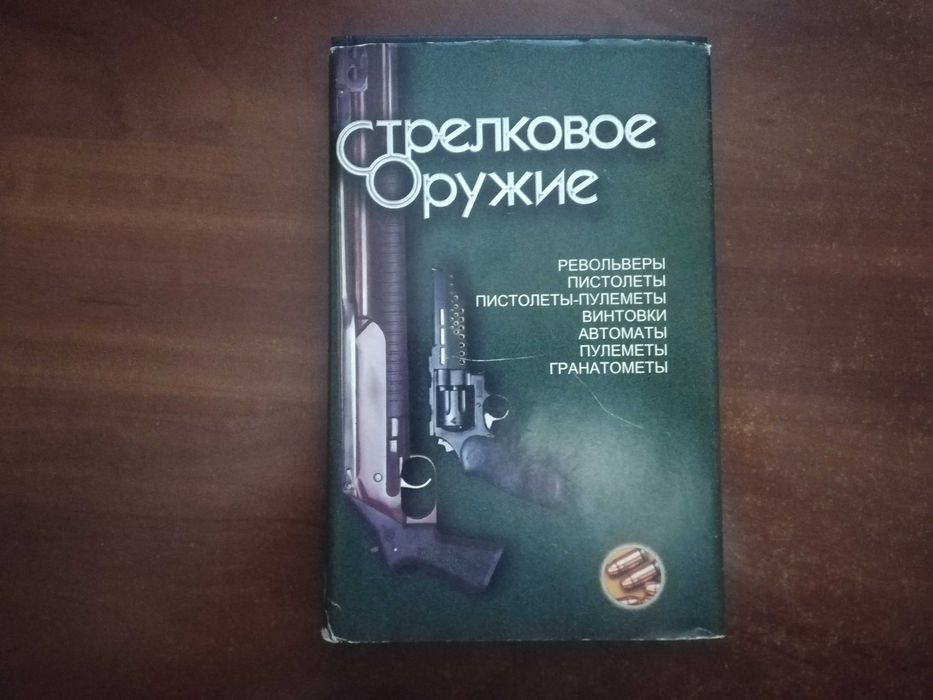 Стрелковое
Оружие
РЕВОЛЬВЕРЫ
ПИСТОЛЕТЫ
ПИСТОЛЕТЫ-ПУЛЕМЕТЫ
ВИНТОВКИ
АВТОМАТЫ
ПУЛЕМЕТЫ
ГРАНАТОМЕТЫ